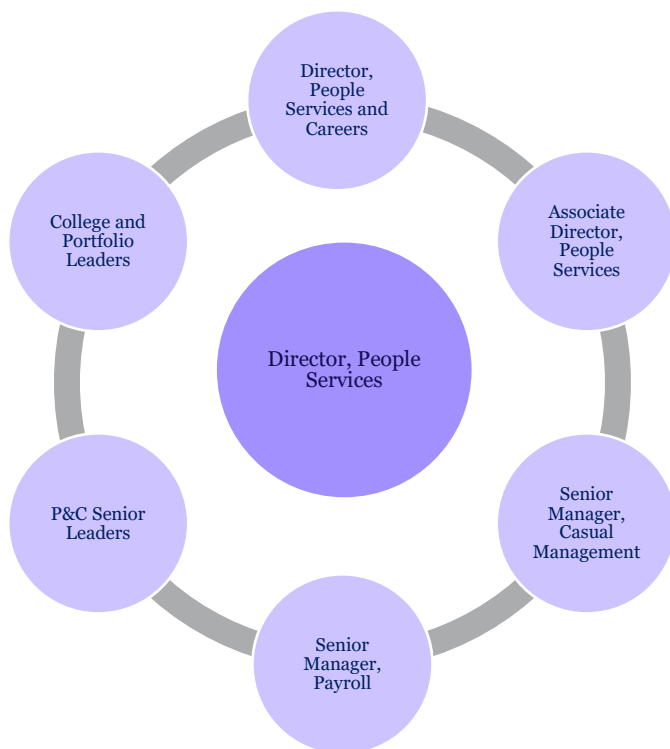 Director,
People
Services and
Careers
Associate
Director,
People
Services
Senior
Manager,
Casual
Management
Senior
Manager,
Payroll
P&C Senior
Leaders
College and
Portfolio
Leaders
Director, People
Services